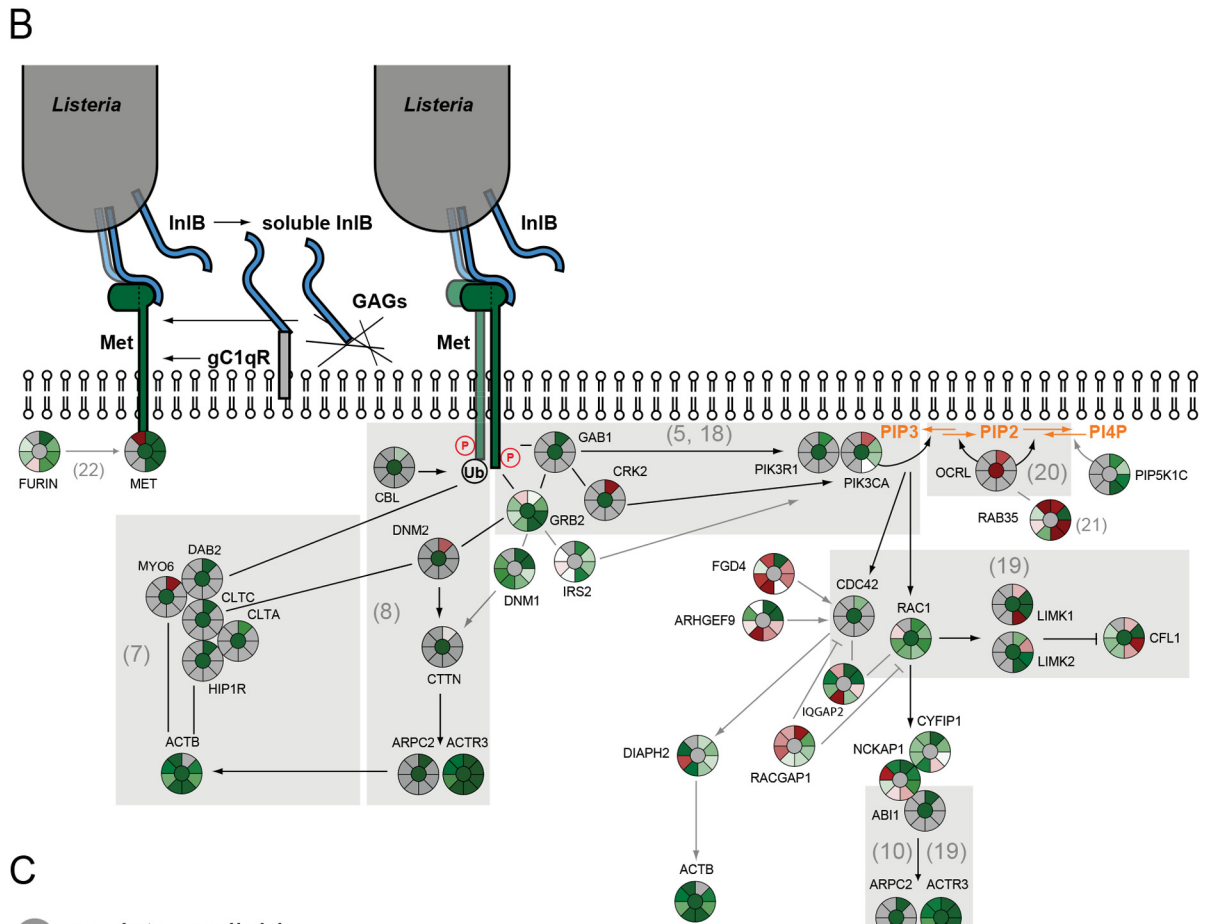 B
Listeria
Listeria
InlB
soluble InlB
InlB
GAGs
Met
gC1qR
Met
P
P
Ub
GAB1
(5, 18)
PIP3
PIP2
PI4P
FURIN
(22)
MET
CBL
CRK2
PIK3R1
PIK3CA
OCRL
(20)
PIP5K1C
RAB35
(21)
GRB2
DNM2
DNM1
IRS2
DAB2
MYO6
CLTC
CLTA
HIP1R
(7)
(8)
CTTN
ACTB
ARPC2
ACTR3
FGD4
CDC42
ARHGEF9
RAC1
(19)
LIMK1
LIMK2
CFL1
IQGAP2
DIAPH2
RACGAP1
CYFIP1
NCKAP1
ABI1
(10)
(19)
ACTB
ARPC2
ACTR3
C